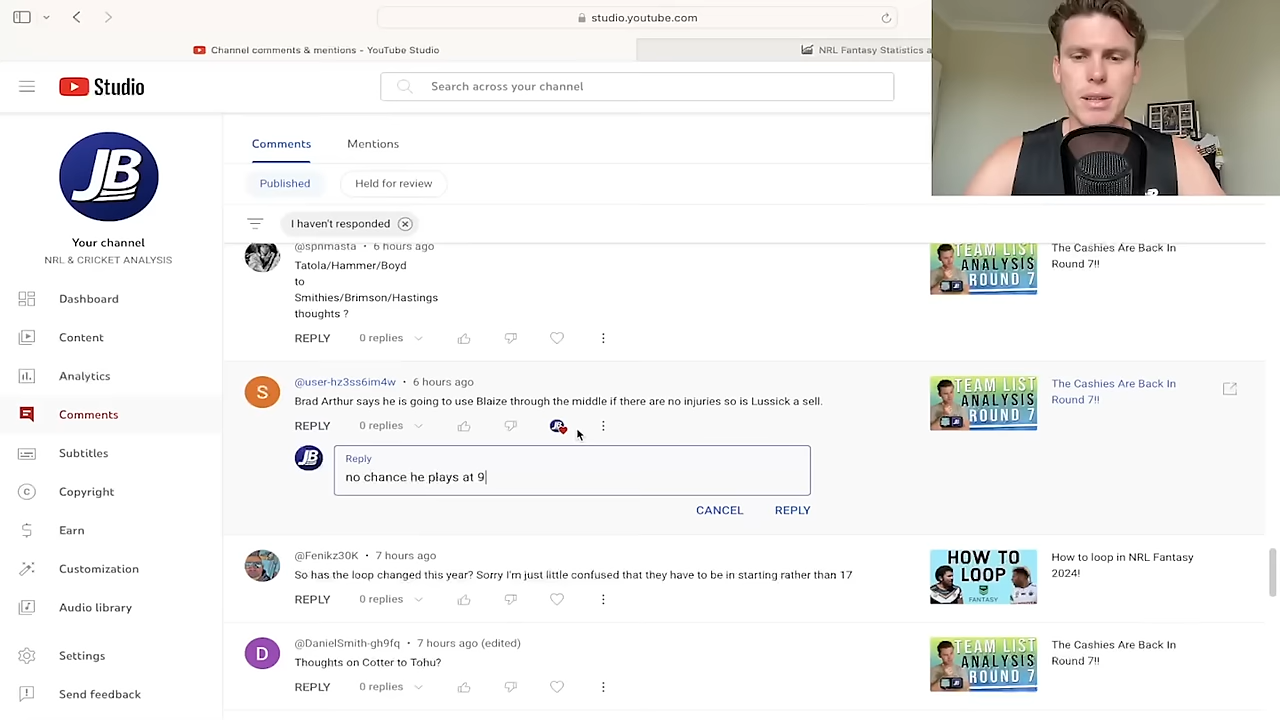 studio.youtube.com
Channel comments & mentions – YouTube Studio
NRL Fantasy Statistics a
Studio
Search across your channel
JB
Your channel
NRL & CRICKET ANALYSIS
Dashboard
Content
Analytics
Comments
Subtitles
Copyright
Earn
Customization
Audio library
Settings
Send feedback
Comments
Mentions
Published
Held for review
I haven't responded
@sprimasta • 6 hours ago
Tatola/Hammer/Boyd
to
Smithies/Brimson/Hastings
thoughts ?
REPLY
0 replies
TEAM LIST
ANALYSIS
ROUND 7
The Cashies Are Back In
Round 7!!
@user-hz3ss6im4w • 6 hours ago
Brad Arthur says he is going to use Blaize through the middle if there are no injuries so is Lussick a sell.
REPLY
0 replies
JB
JB
Reply
no chance he plays at 9
CANCEL
REPLY
S
TEAM LIST
ANALYSIS
ROUND 7
The Cashies Are Back In
Round 7!!
@Fenikz30K • 7 hours ago
So has the loop changed this year? Sorry I'm just little confused that they have to be in starting rather than 17
REPLY
0 replies
HOW TO
LOOP
FANTASY
How to loop in NRL Fantasy
2024!
D
@DanielSmith-gh9fq • 7 hours ago (edited)
Thoughts on Cotter to Tohu?
REPLY
0 replies
TEAM LIST
ANALYSIS
ROUND 7
The Cashies Are Back In
Round 7!!